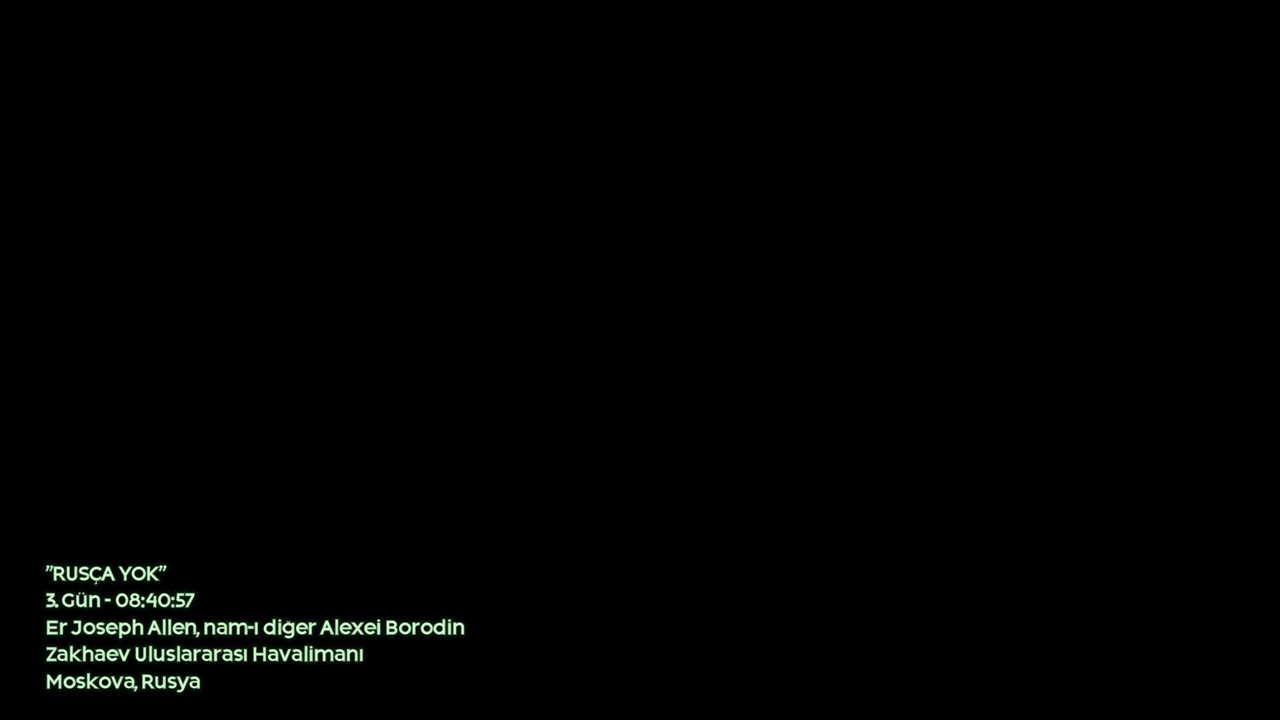 "RUSÇA YOK"
3. Gün - 08:40:57
Er Joseph Allen, nam-ı diğer Alexei Borodin
Zakhaev Uluslararası Havalimanı
Moskova, Rusya